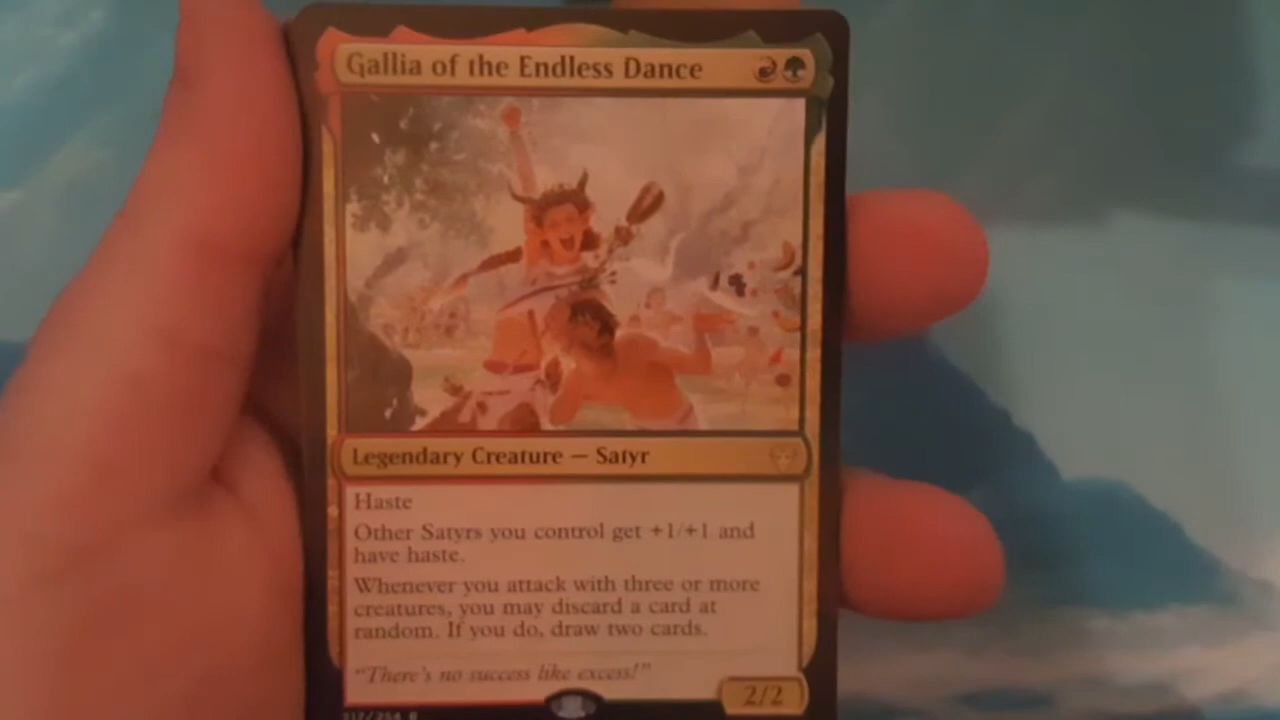 Gallia of the Endless Dance
Legendary Creature — Satyr
Haste
Other Satyrs you control get +1/+1 and
have haste.
Whenever you attack with three or more
creatures, you may discard a card at
random. If you do, draw two cards.
"There's no success like excess!"
2/2
217/254 R